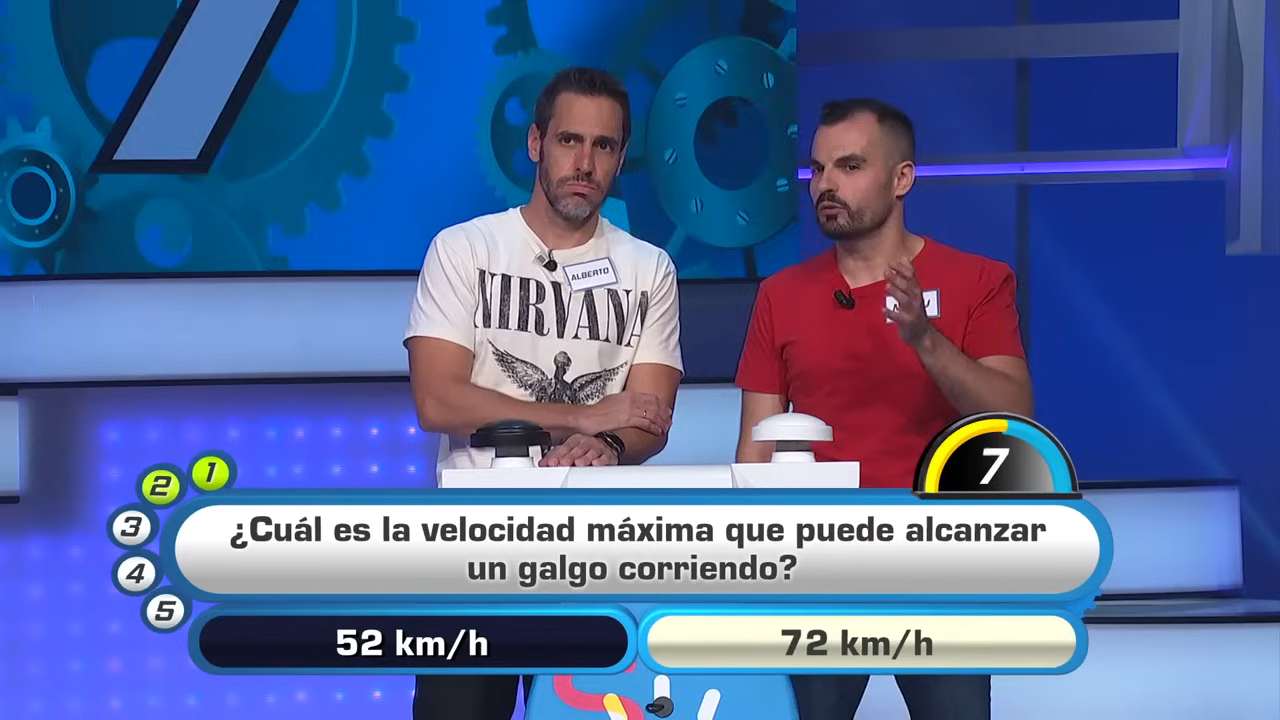 ALBERTO
NIRVANA
7
2 1
3
4
5
¿Cuál es la velocidad máxima que puede alcanzar
un galgo corriendo?
52 km/h
72 km/h